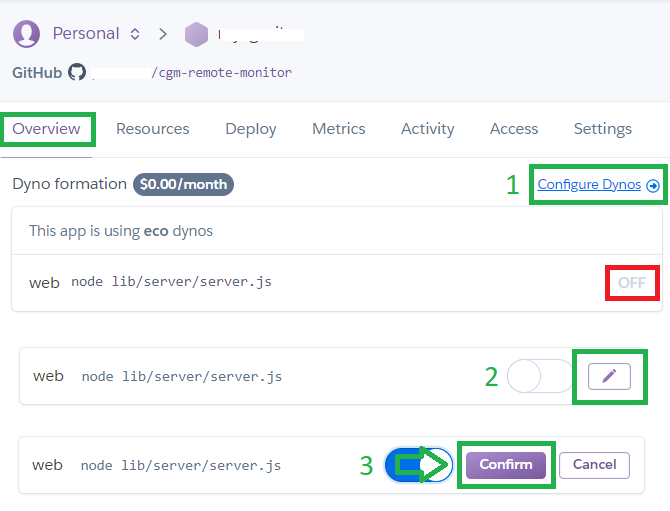 Personal
GitHub /cgm-remote-monitor
Overview Resources Deploy Metrics Activity Access Settings
Dyno formation $0.00/month 1 Configure Dynos
This app is using eco dynos
web node lib/server/server.js OFF
web node lib/server/server.js 2
web node lib/server/server.js 3 Confirm Cancel